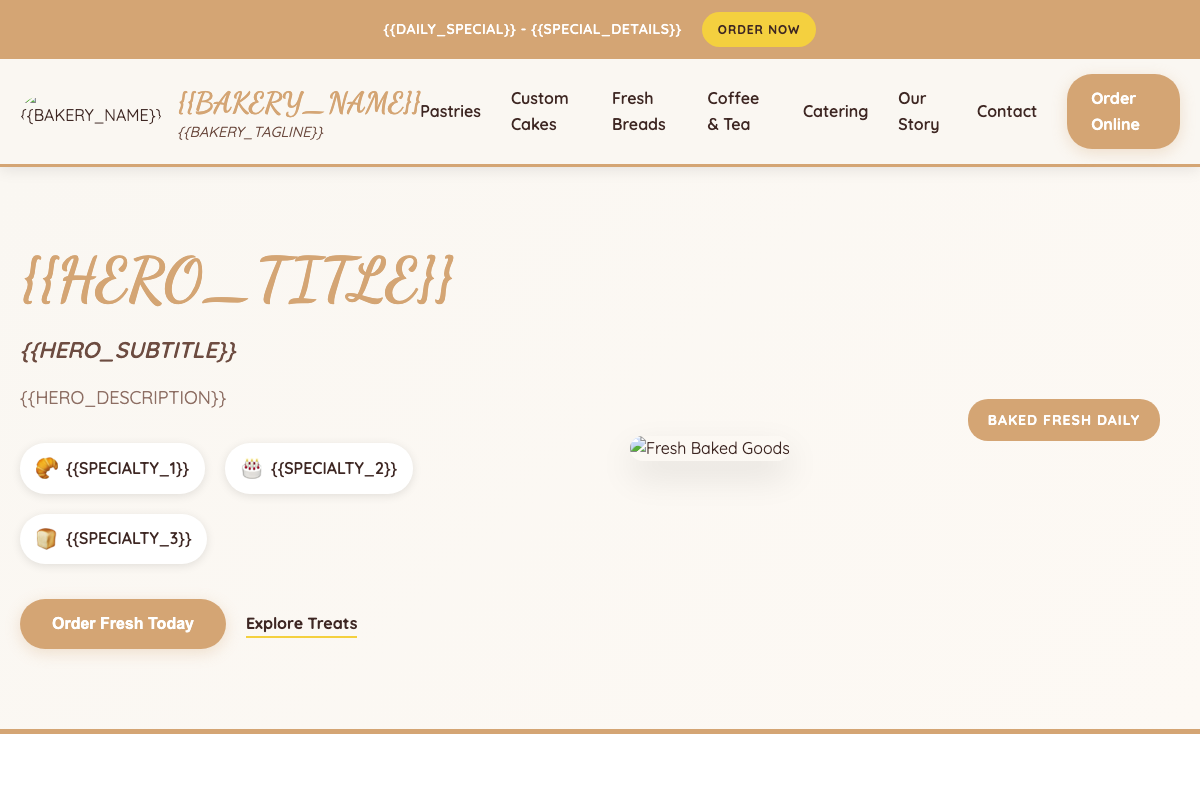 {{DAILY_SPECIAL}} - {{SPECIAL_DETAILS}}
ORDER NOW
{{BAKERY_NAME}}
{{BAKERY_NAME}}
{{BAKERY_TAGLINE}}
Pastries
Custom
Cakes
Fresh
Breads
Coffee
& Tea
Catering
Our
Story
Contact
Order
Online
{{HERO_TITLE}}
{{HERO_SUBTITLE}}
{{HERO_DESCRIPTION}}
{{SPECIALTY_1}}
{{SPECIALTY_2}}
{{SPECIALTY_3}}
Order Fresh Today
Explore Treats
BAKED FRESH DAILY
Fresh Baked Goods